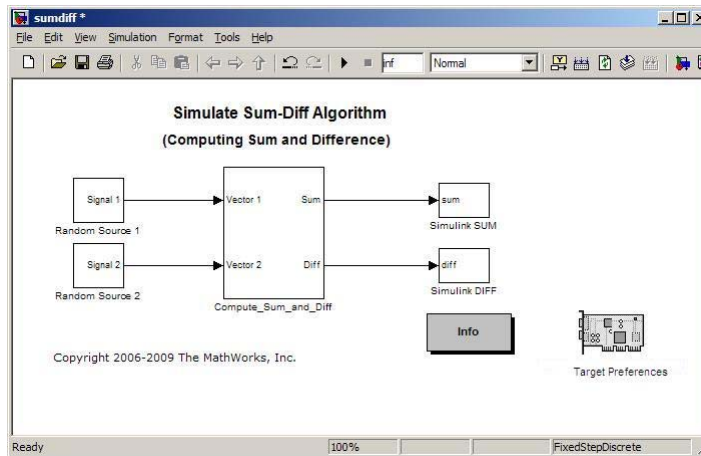 sumdiff *
File Edit View Simulation Format Tools Help
inf Normal
Simulate Sum-Diff Algorithm
(Computing Sum and Difference)
Signal 1
Random Source 1
Signal 2
Random Source 2
Vector 1 Sum
Vector 2 Diff
Compute_Sum_and_Diff
sum
Simulink SUM
diff
Simulink DIFF
Info
Target Preferences
Copyright 2006-2009 The MathWorks, Inc.
Ready 100% FixedStepDiscrete